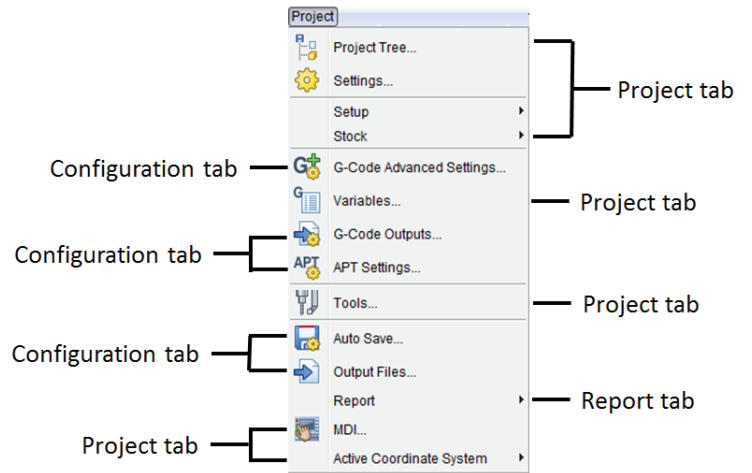 Project
Project Tree...
Settings...
Project tab
Setup
Stock
Configuration tab
G+ G-Code Advanced Settings...
G Variables...
Project tab
Configuration tab
G-Code Outputs...
APT APT Settings...
Tools...
Project tab
Configuration tab
Auto Save...
Output Files...
Report
Report tab
Project tab
MDI...
Active Coordinate System